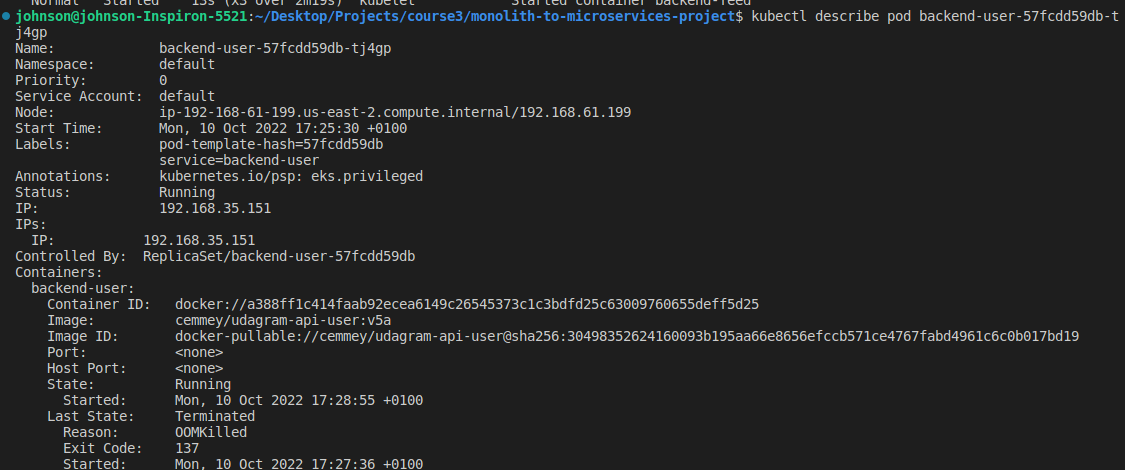 Normal   Started    13s (x3 over 2m19s)  kubelet            Started container backend-feed
johnson@johnson-Inspiron-5521:~/Desktop/Projects/course3/monolith-to-microservices-project$ kubectl describe pod backend-user-57fcdd59db-t
j4gp
Name:             backend-user-57fcdd59db-tj4gp
Namespace:        default
Priority:         0
Service Account:  default
Node:             ip-192-168-61-199.us-east-2.compute.internal/192.168.61.199
Start Time:       Mon, 10 Oct 2022 17:25:30 +0100
Labels:           pod-template-hash=57fcdd59db
                  service=backend-user
Annotations:      kubernetes.io/psp: eks.privileged
Status:           Running
IP:               192.168.35.151
IPs:
  IP:           192.168.35.151
Controlled By:  ReplicaSet/backend-user-57fcdd59db
Containers:
  backend-user:
    Container ID:   docker://a388ff1c414faab92ecea6149c26545373c1c3bdfd25c63009760655deff5d25
    Image:          cemmey/udagram-api-user:v5a
    Image ID:       docker-pullable://cemmey/udagram-api-user@sha256:30498352624160093b195aa66e8656efccb571ce4767fabd4961c6c0b017bd19
    Port:           <none>
    Host Port:      <none>
    State:          Running
      Started:      Mon, 10 Oct 2022 17:28:55 +0100
    Last State:     Terminated
      Reason:       OOMKilled
      Exit Code:    137
      Started:      Mon, 10 Oct 2022 17:27:36 +0100